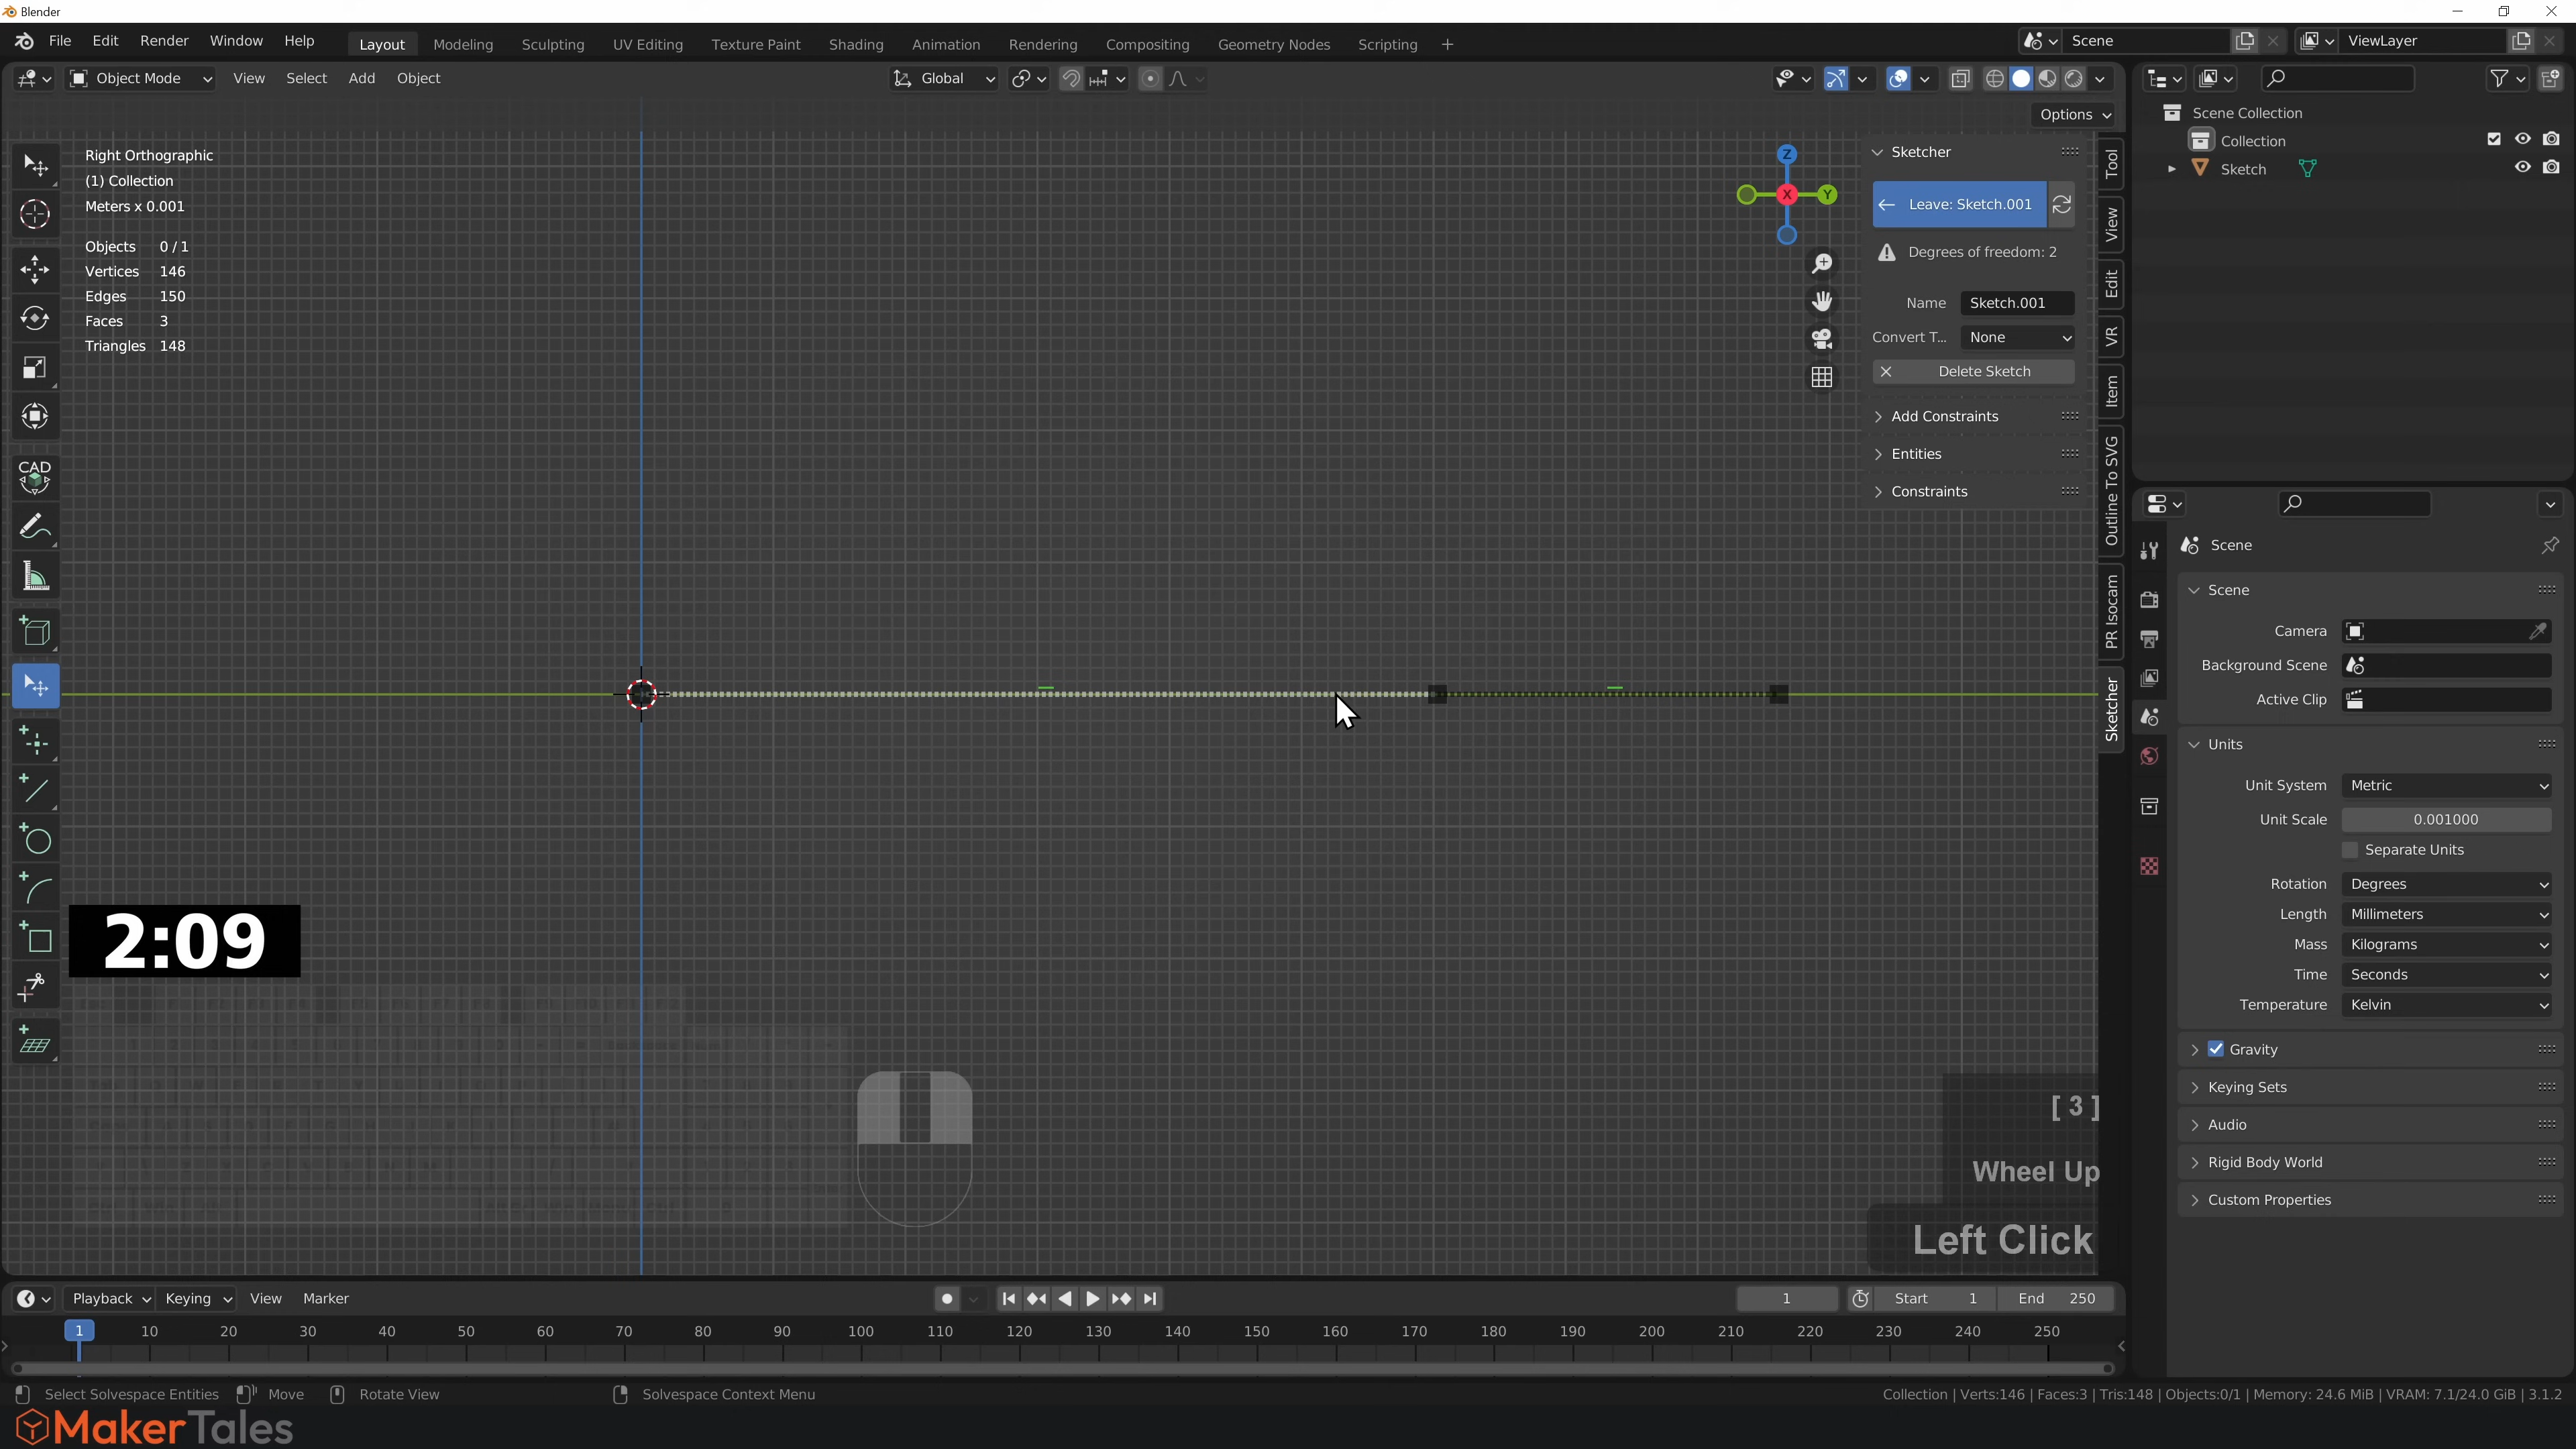 Blender
File Edit Render Window Help Layout Modeling Sculpting UV Editing Texture Paint Shading Animation Rendering Compositing Geometry Nodes Scripting + Scene ViewLayer
Object Mode View Select Add Object Global
Options
Right Orthographic
(1) Collection
Meters x 0.001
Objects 0 / 1
Vertices 146
Edges 150
Faces 3
Triangles 148
CAD
2:09
Z
X
Y
Sketcher
Leave: Sketch.001
Degrees of freedom: 2
Name Sketch.001
Convert T... None
Delete Sketch
Add Constraints
Entities
Constraints
Tool
View
Edit
VR
Item
Outline To SVG
PR Isocam
Sketcher
[ 3 ]
Wheel Up
Left Click
Scene Collection
Collection
Sketch
Scene
Scene
Camera
Background Scene
Active Clip
Units
Unit System Metric
Unit Scale 0.001000
Separate Units
Rotation Degrees
Length Millimeters
Mass Kilograms
Time Seconds
Temperature Kelvin
Gravity
Keying Sets
Audio
Rigid Body World
Custom Properties
Playback Keying View Marker 1 Start 1 End 250
1 10 20 30 40 50 60 70 80 90 100 110 120 130 140 150 160 170 180 190 200 210 220 230 240 250
Select Solvespace Entities Move Rotate View Solvespace Context Menu Collection | Verts:146 | Faces:3 | Tris:148 | Objects:0/1 | Memory: 24.6 MiB | VRAM: 7.1/24.0 GiB | 3.1.2
MakerTales